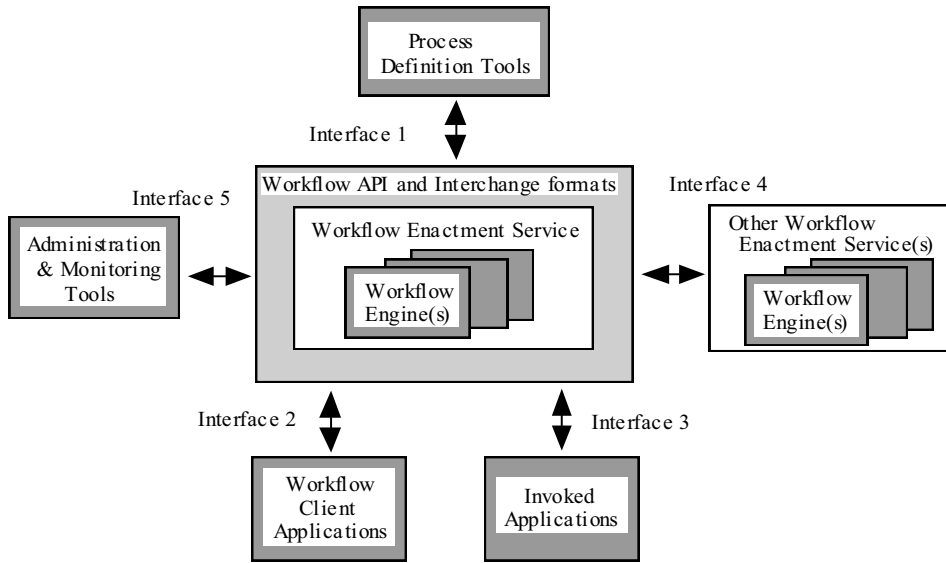 Process
Definition Tools
Interface 1
Workflow API and Interchange formats
Interface 5
Interface 4
Administration
& Monitoring
Tools
Workflow Enactment Service
Workflow
Engine(s)
Other Workflow
Enactment Service(s)
Workflow
Engine(s)
Interface 2
Interface 3
Workflow
Client
Applications
Invoked
Applications